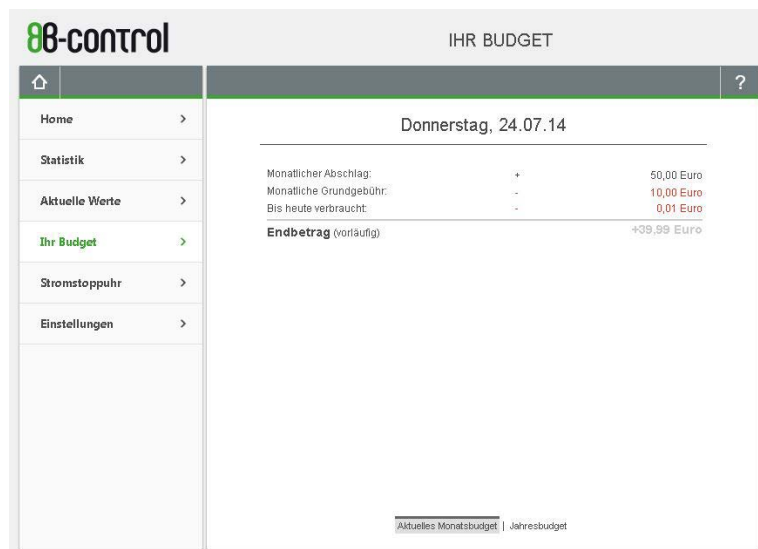 88-control
IHR BUDGET
?
Home >
Statistik >
Aktuelle Werte >
Ihr Budget >
Stromstoppuhr >
Einstellungen >
Donnerstag, 24.07.14
Monatlicher Abschlag: + 50,00 Euro
Monatliche Grundgebühr: - 10,00 Euro
Bis heute verbraucht: - 0,01 Euro
Endbetrag (vorläufig) +39,99 Euro
Aktuelles Monatsbudget | Jahresbudget